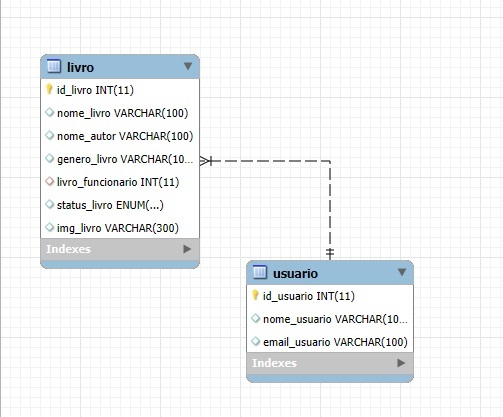 livro
id_livro INT(11)
nome_livro VARCHAR(100)
nome_autor VARCHAR(100)
genero_livro VARCHAR(10...
livro_funcionario INT(11)
status_livro ENUM(...)
img_livro VARCHAR(300)
Indexes
usuario
id_usuario INT(11)
nome_usuario VARCHAR(10...
email_usuario VARCHAR(100)
Indexes